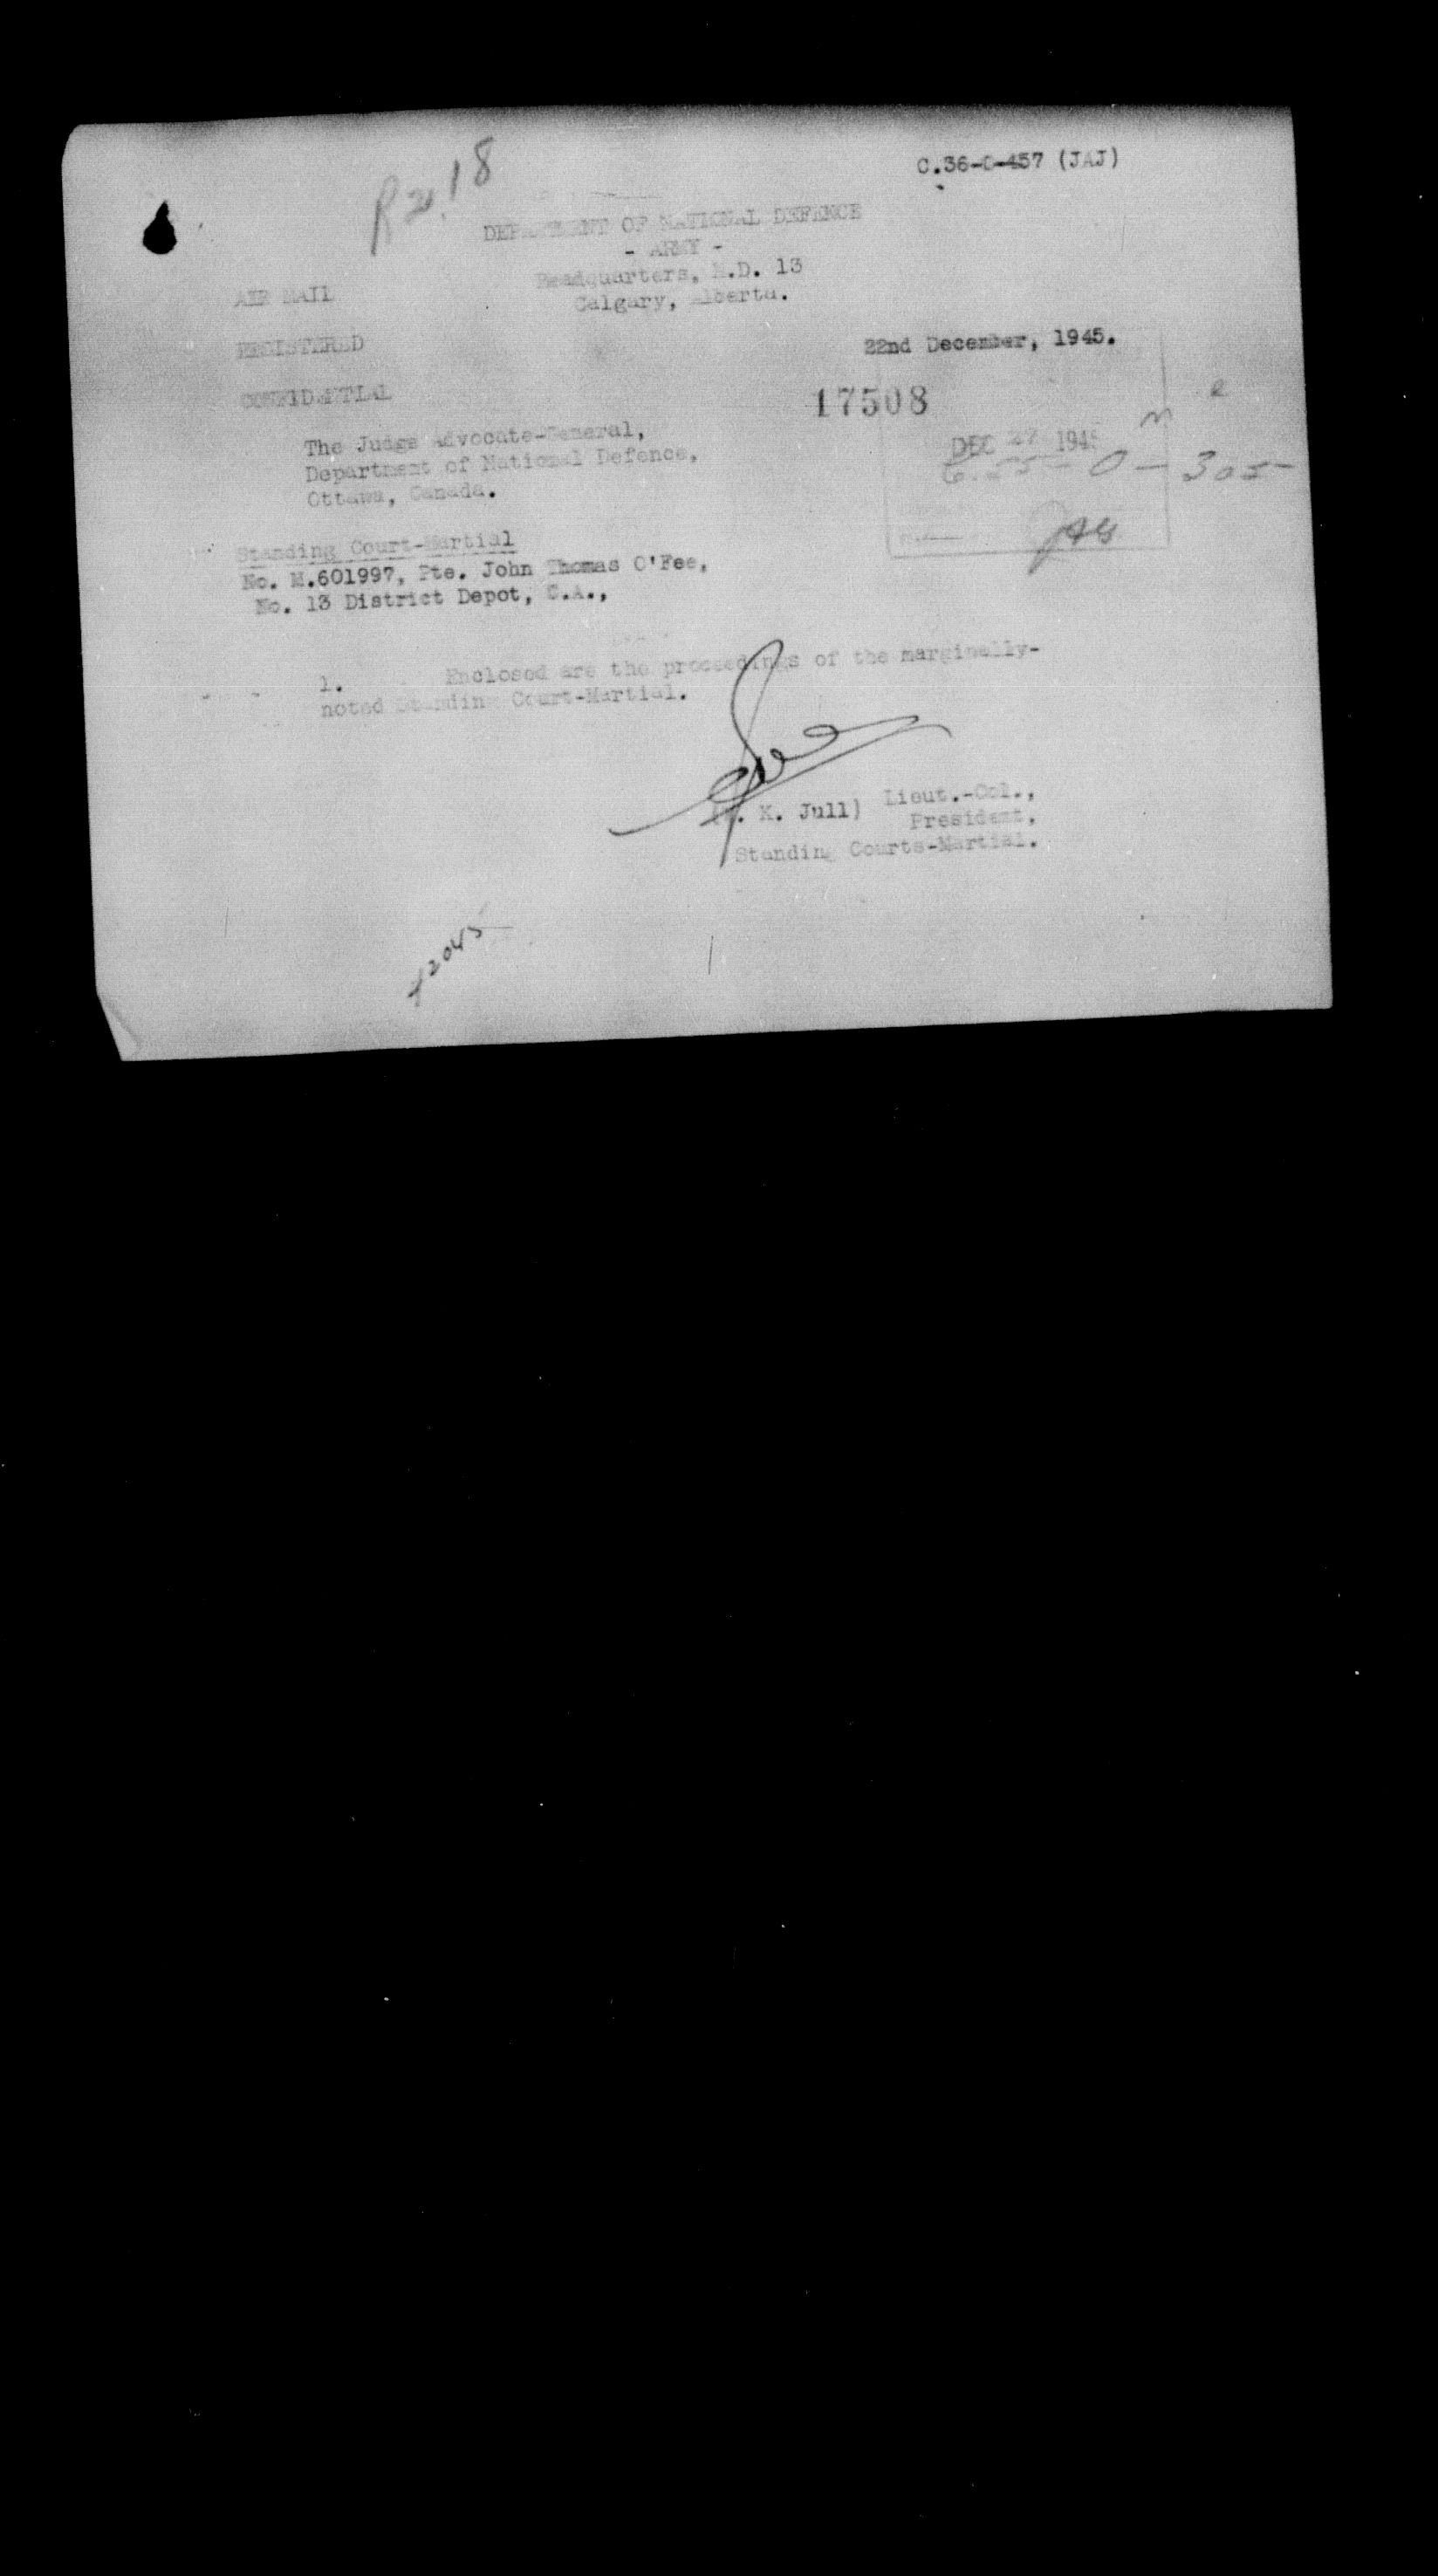 C.36-O-457 (JAJ)
18
DEPARTMENT OF NATIONAL DEFENCE
- ARMY -
Headquarters, M.D. 13
Calgary, Alberta.
AIR MAIL
REGISTERED
22nd December, 1945.
CONFIDENTIAL
17508
The Judge Advocate-General,
Department of National Defence,
Ottawa, Canada.
DEC 27 1945
55-O-305
Standing Court-Martial
No. M.601997, Pte. John Thomas O'Fee,
No. 13 District Depot, C.A.,
1. Enclosed are the proceedings of the marginally-
noted Standing Court-Martial.
K. Jull) Lieut.-Col.,
President,
Standing Courts-Martial.